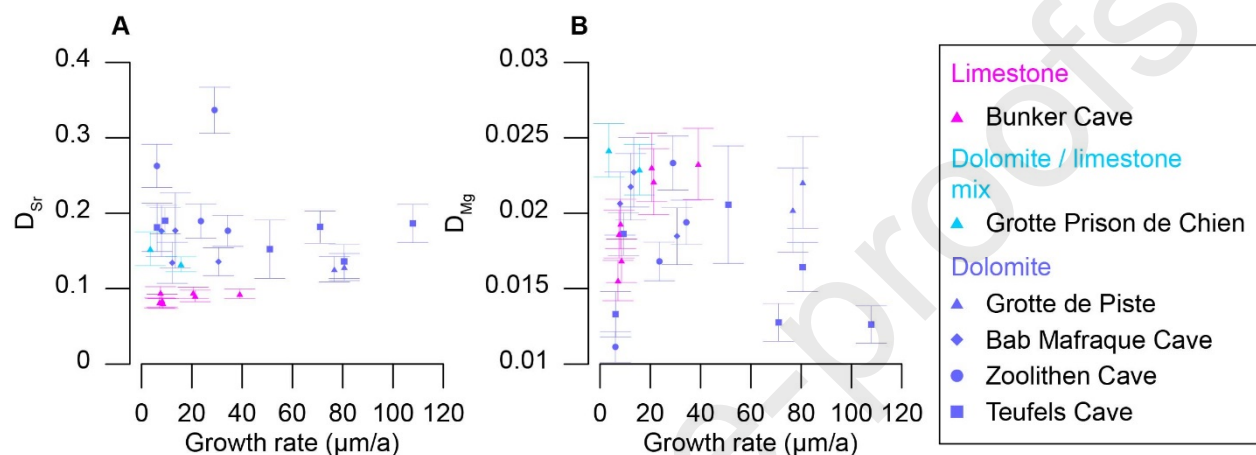 A
B
0.4
0.3
0.2
0.1
0
D_Sr
0 20 40 60 80 100 120
Growth rate (µm/a)
0.03
0.025
0.02
0.015
0.01
D_Mg
0 20 40 60 80 100 120
Growth rate (µm/a)
Limestone
Bunker Cave
Dolomite / limestone
mix
Grotte Prison de Chien
Dolomite
Grotte de Piste
Bab Mafraque Cave
Zoolithen Cave
Teufels Cave
e-proofs